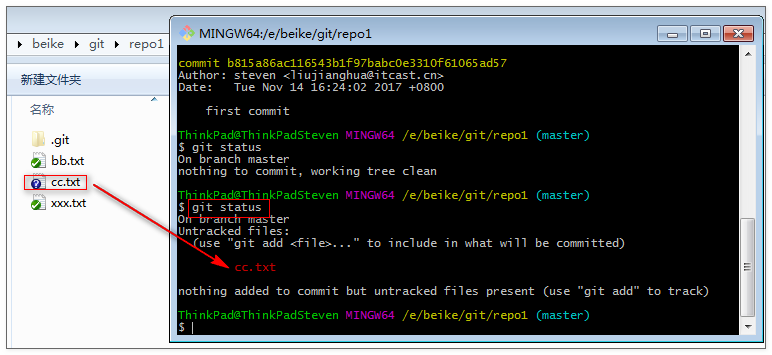 MINGW64:/e/beike/git/repo1
beike git repo1
新建文件夹
名称
.git
bb.txt
cc.txt
xxx.txt
commit b815a86ac116543b1f97babc0e3310f61065ad57
Author: steven <liujianghua@itcast.cn>
Date:   Tue Nov 14 16:24:02 2017 +0800
    first commit
ThinkPad@ThinkPadSteven MINGW64 /e/beike/git/repo1 (master)
$ git status
On branch master
nothing to commit, working tree clean
ThinkPad@ThinkPadSteven MINGW64 /e/beike/git/repo1 (master)
$ git status
On branch master
Untracked files:
  (use "git add <file>..." to include in what will be committed)
        cc.txt
nothing added to commit but untracked files present (use "git add" to track)
ThinkPad@ThinkPadSteven MINGW64 /e/beike/git/repo1 (master)
$